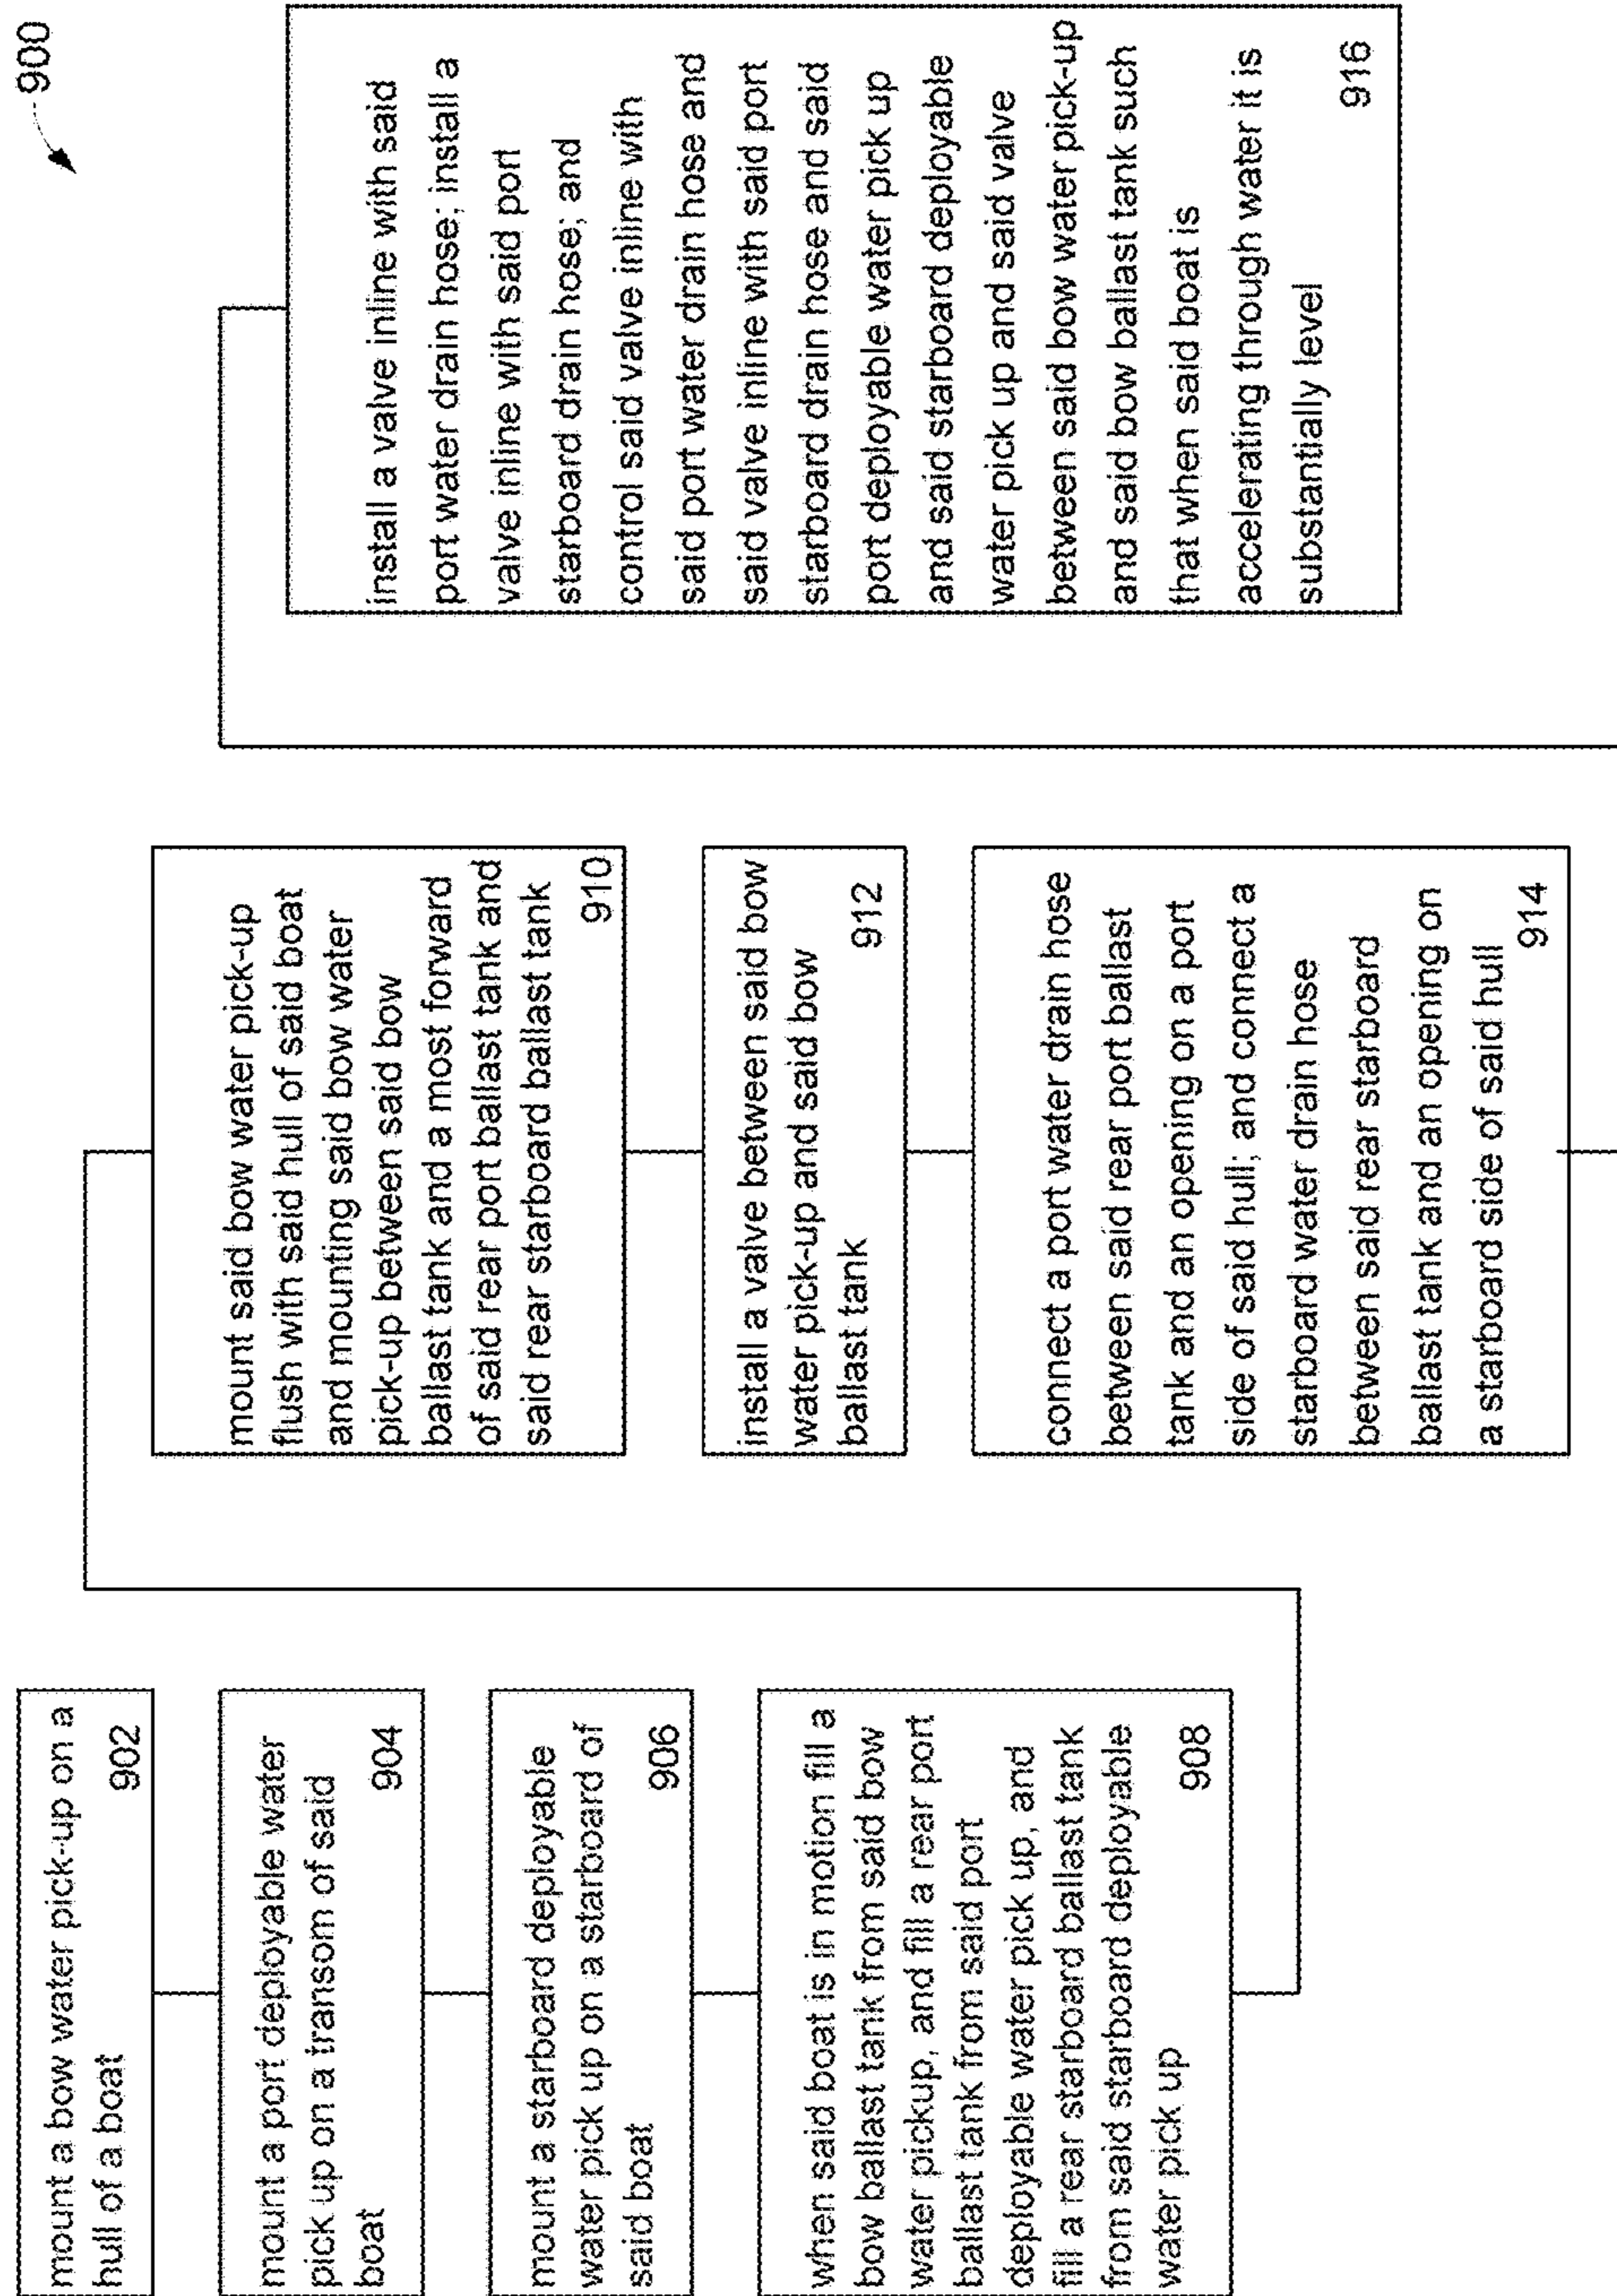 900
mount a bow water pick-up on a
hull of a boat
902
mount a port deployable water
pick up on a transom of said
boat
904
mount a starboard deployable
water pick up on a starboard of
said boat
906
when said boat is in motion fill a
bow ballast tank from said bow
water pickup, and fill a rear port
ballast tank from said port
deployable water pick up, and
fill a rear starboard ballast tank
from said starboard deployable
water pick up
908
mount said bow water pick-up
flush with said hull of said boat
and mounting said bow water
pick-up between said bow
ballast tank and a most forward
of said rear port ballast tank and
said rear starboard ballast tank
910
install a valve between said bow
water pick-up and said bow
ballast tank
912
connect a port water drain hose
between said rear port ballast
tank and an opening on a port
side of said hull; and connect a
starboard water drain hose
between said rear starboard
ballast tank and an opening on
a starboard side of said hull
914
install a valve inline with said
port water drain hose; install a
valve inline with said port
starboard drain hose; and
control said valve inline with
said port water drain hose and
said valve inline with said port
starboard drain hose and said
port deployable water pick up
and said starboard deployable
water pick up and said valve
between said bow water pick-up
and said bow ballast tank such
that when said boat is
accelerating through water it is
substantially level
916